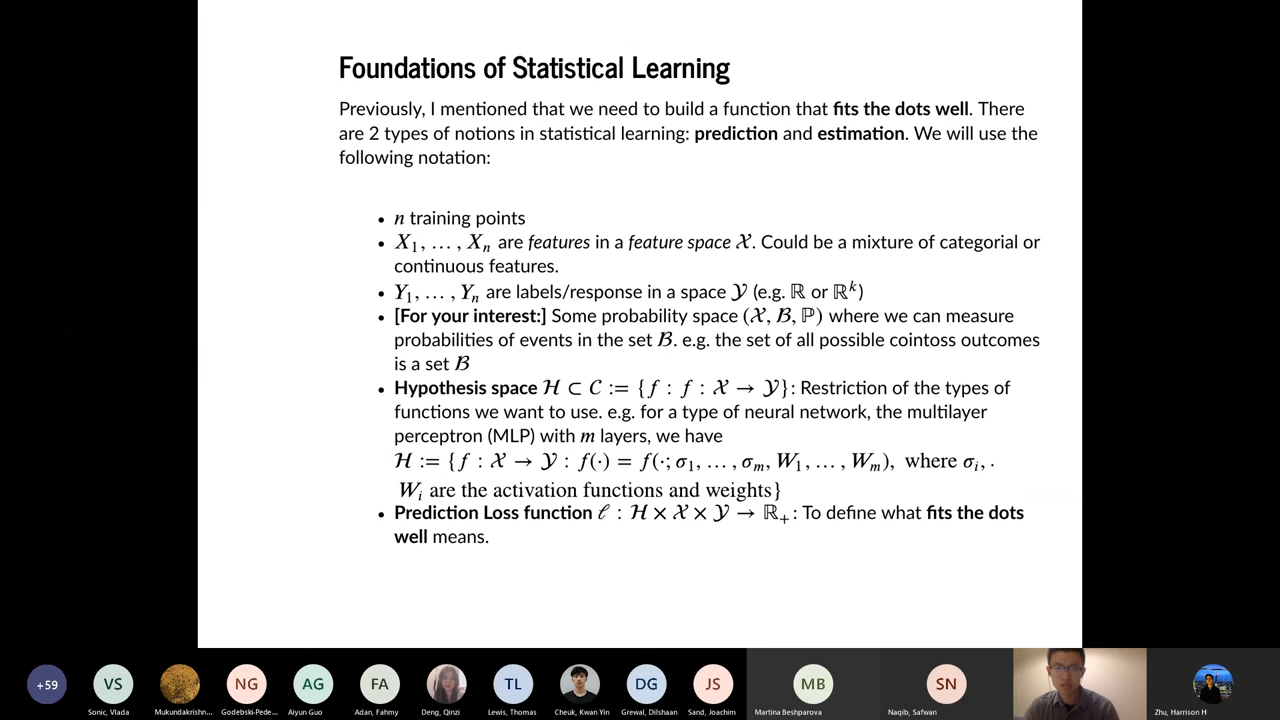 Foundations of Statistical Learning
Previously, I mentioned that we need to build a function that fits the dots well. There
are 2 types of notions in statistical learning: prediction and estimation. We will use the
following notation:
• n training points
• X₁, … , Xₙ are features in a feature space 𝒳. Could be a mixture of categorial or
continuous features.
• Y₁, … , Yₙ are labels/response in a space 𝒴 (e.g. ℝ or ℝᵏ)
• [For your interest:] Some probability space (𝒳, ℬ, ℙ) where we can measure
probabilities of events in the set ℬ. e.g. the set of all possible cointoss outcomes
is a set ℬ
• Hypothesis space ℋ ⊂ 𝒞 := {f : f : 𝒳 → 𝒴}: Restriction of the types of
functions we want to use. e.g. for a type of neural network, the multilayer
perceptron (MLP) with m layers, we have
ℋ := {f : 𝒳 → 𝒴 : f(·) = f(·; σ₁, … , σₘ, W₁, … , Wₘ), where σᵢ, .
Wᵢ are the activation functions and weights}
• Prediction Loss function ℓ : ℋ × 𝒳 × 𝒴 → ℝ₊: To define what fits the dots
well means.
+59 VS NG AG FA TL DG JS MB SN
Sonic, Vlada Mukundakrishn... Godebski-Pede... Aiyun Guo Adan, Fahmy Deng, Qinzi Lewis, Thomas Cheuk, Kwan Yin Grewal, Dilshaan Sand, Joachim Martina Beshparova Naqib, Safwan Zhu, Harrison H